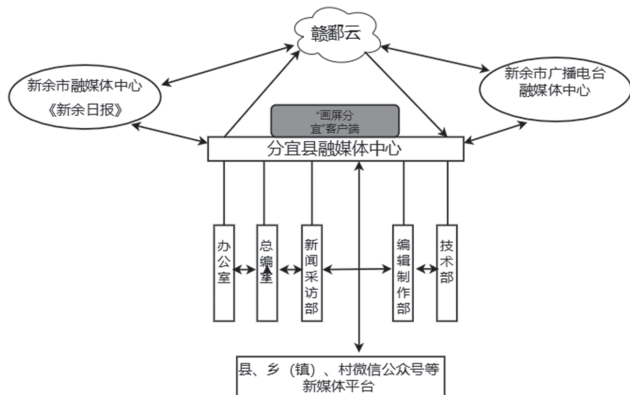 赣鄱云
新余市融媒体中心
《新余日报》
新余市广播电台
融媒体中心
“画屏分
宜”客户端
分宜县融媒体中心
办公室
总编室
新闻采访部
编辑制作部
技术部
县、乡（镇）、村微信公众号等
新媒体平台